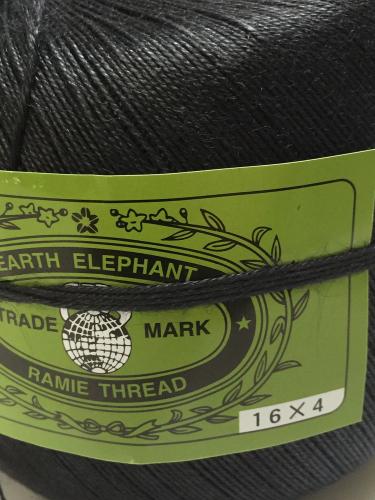 EARTH ELEPHANT
TRADE MARK
RAMIE THREAD
16×4